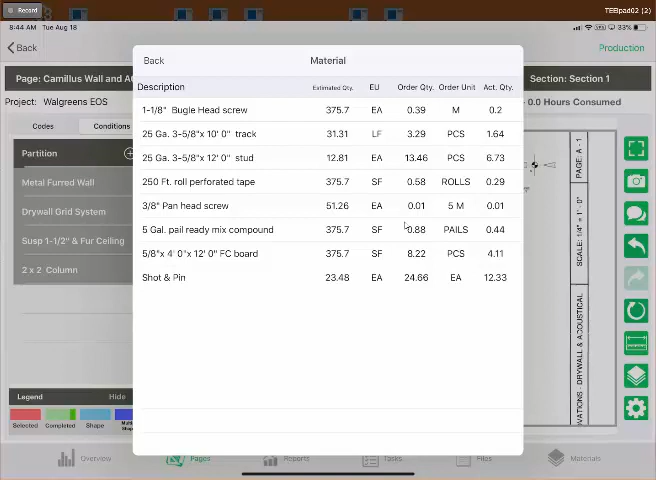 Record
TEEpad02 (2)
8:44 AM Tue Aug 18
VPN 33%
Back
Production
Page: Camillus Wall and A
Section: Section 1
Project: Walgreens EOS
- 0.0 Hours Consumed
Codes
Conditions
Partition
Metal Furred Wall
Drywall Grid System
Susp 1-1/2" & Fur Ceiling
2 x 2 Column
Legend
Hide
Selected
Completed
Shape
Back
Material
Description Estimated Qty. EU Order Qty. Order Unit Act. Qty.
1-1/8" Bugle Head screw 375.7 EA 0.39 M 0.2
25 Ga. 3-5/8"x 10' 0" track 31.31 LF 3.29 PCS 1.64
25 Ga. 3-5/8"x 12' 0" stud 12.81 EA 13.46 PCS 6.73
250 Ft. roll perforated tape 375.7 SF 0.58 ROLLS 0.29
3/8" Pan head screw 51.26 EA 0.01 5 M 0.01
5 Gal. pail ready mix compound 375.7 SF 0.88 PAILS 0.44
5/8"x 4' 0"x 12' 0" FC board 375.7 SF 8.22 PCS 4.11
Shot & Pin 23.48 EA 24.66 EA 12.33
PAGE: A - 1
SCALE: 1/4" = 1' - 0"
VATIONS - DRYWALL & ACOUSTICAL
Overview
Pages
Reports
Tasks
Files
Materials